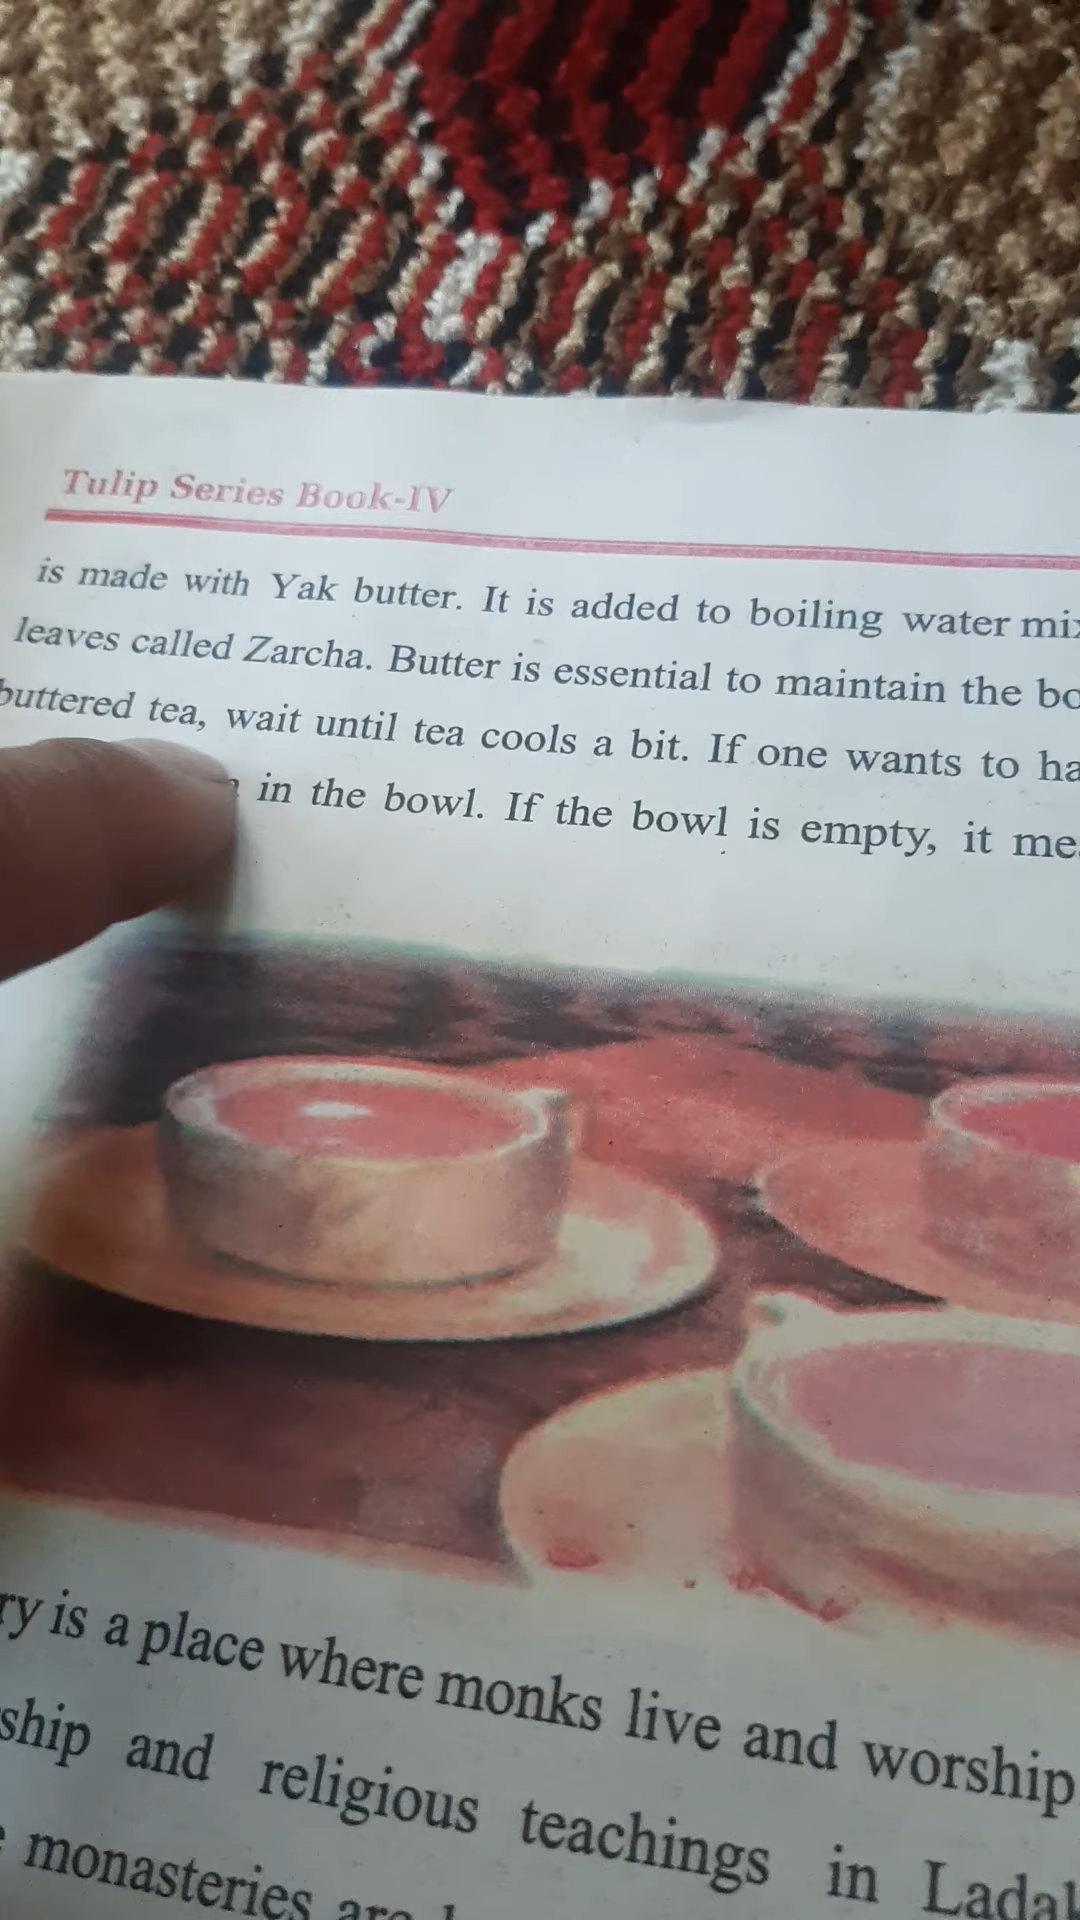 Tulip Series Book-IV
is made with Yak butter. It is added to boiling water
leaves called Zarcha. Butter is essential to maintain the
buttered tea, wait until tea cools a bit. If one wants to
in the bowl. If the bowl is empty, it
is a place where monks live and worship
and religious teachings in
monasteries